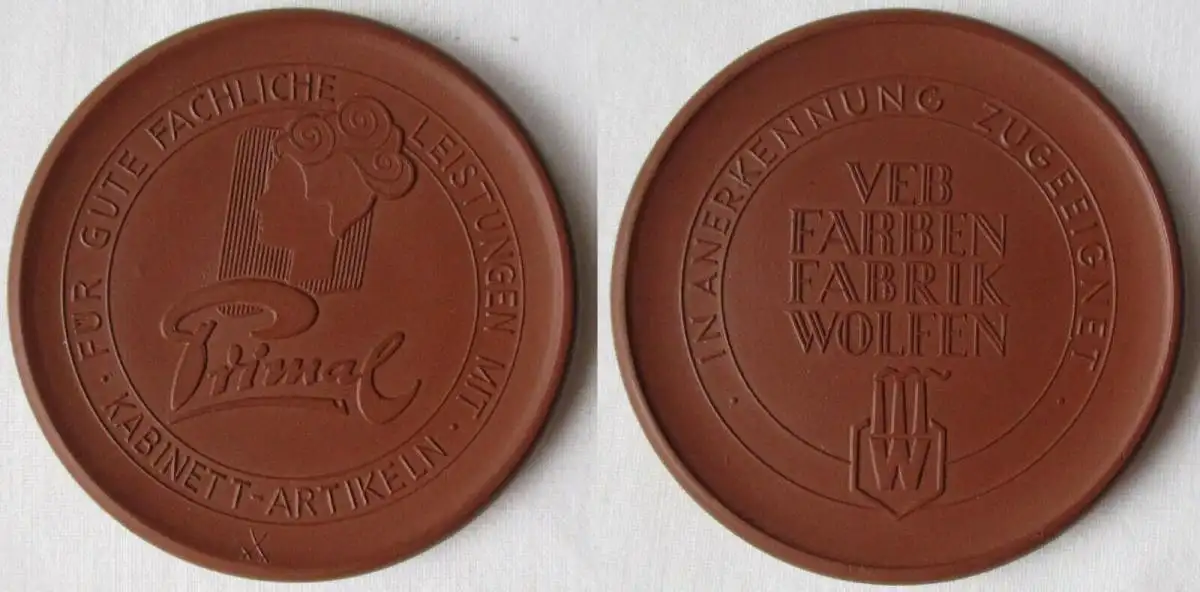 FÜR GUTE FACHLICHE LEISTUNGEN MIT
· KABINETT-ARTIKELN ·
Primal
· IN ANERKENNUNG ZUGEEIGNET ·
VEB
FARBEN
FABRIK
WOLFEN
W